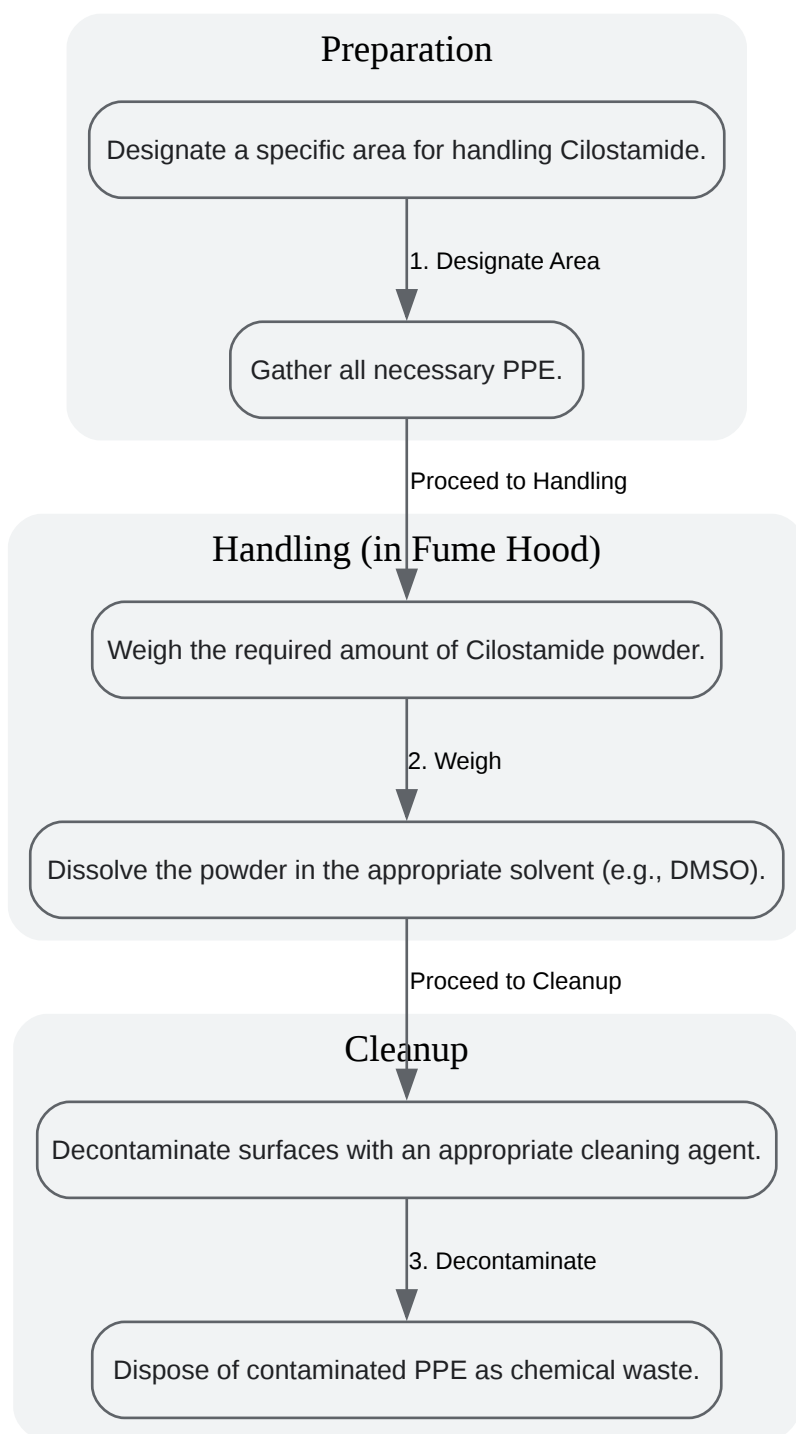 Preparation
Designate a specific area for handling Cilostamide.
1. Designate Area
Gather all necessary PPE.
Proceed to Handling
Handling (in Fume Hood)
Weigh the required amount of Cilostamide powder.
2. Weigh
Dissolve the powder in the appropriate solvent (e.g., DMSO).
Proceed to Cleanup
Cleanup
Decontaminate surfaces with an appropriate cleaning agent.
3. Decontaminate
Dispose of contaminated PPE as chemical waste.